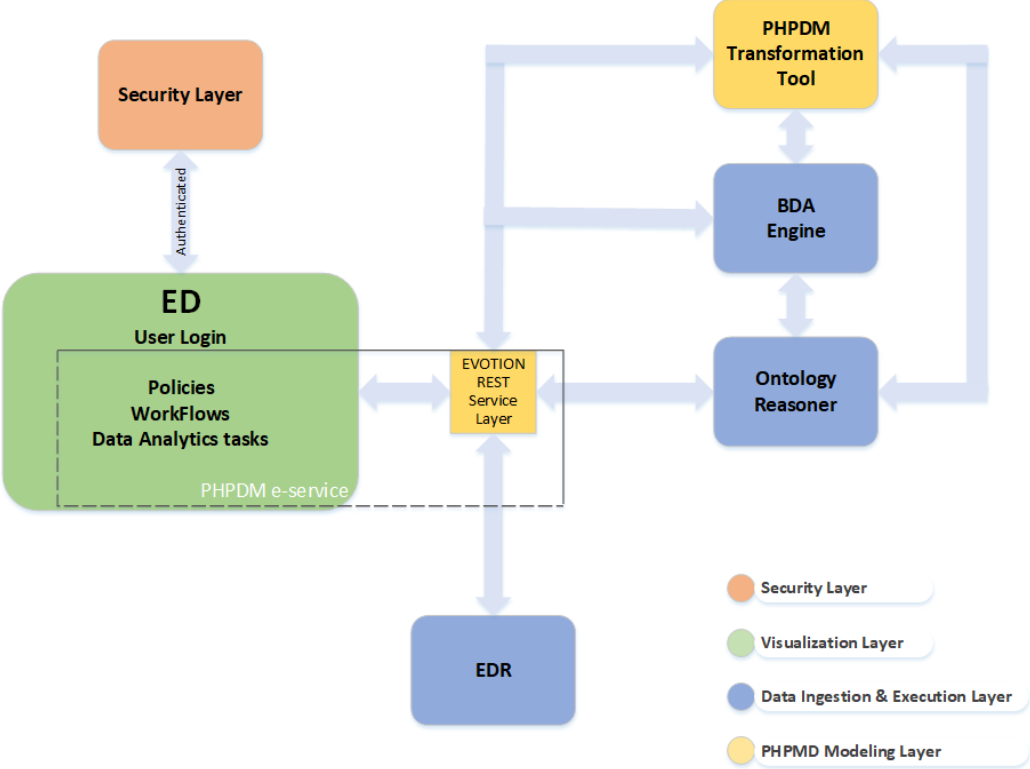 PHPDM
Transformation
Tool
Security Layer
Authenticated
BDA
Engine
ED
User Login
Policies
WorkFlows
Data Analytics tasks
PHPDM e-service
EVOTION
REST
Service
Layer
Ontology
Reasoner
EDR
Security Layer
Visualization Layer
Data Ingestion & Execution Layer
PHPMD Modeling Layer